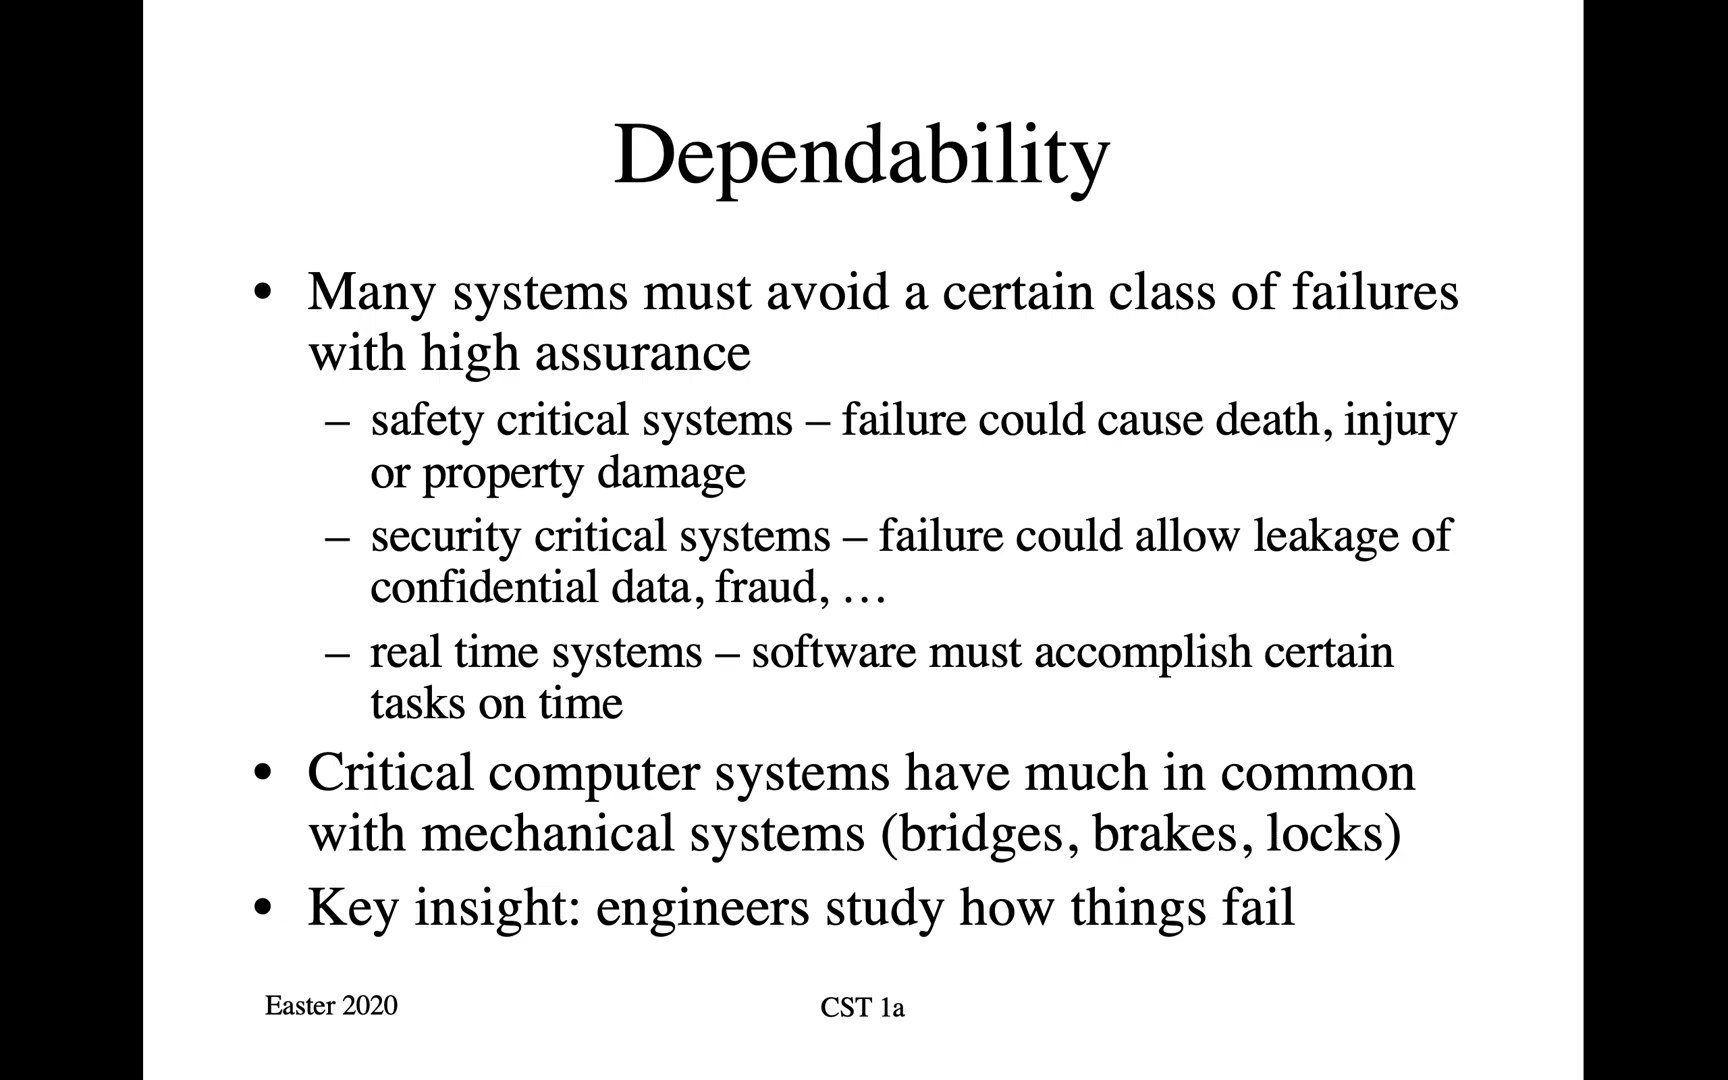 Dependability
• Many systems must avoid a certain class of failures
with high assurance
– safety critical systems – failure could cause death, injury
or property damage
– security critical systems – failure could allow leakage of
confidential data, fraud, …
– real time systems – software must accomplish certain
tasks on time
• Critical computer systems have much in common
with mechanical systems (bridges, brakes, locks)
• Key insight: engineers study how things fail
Easter 2020
CST 1a